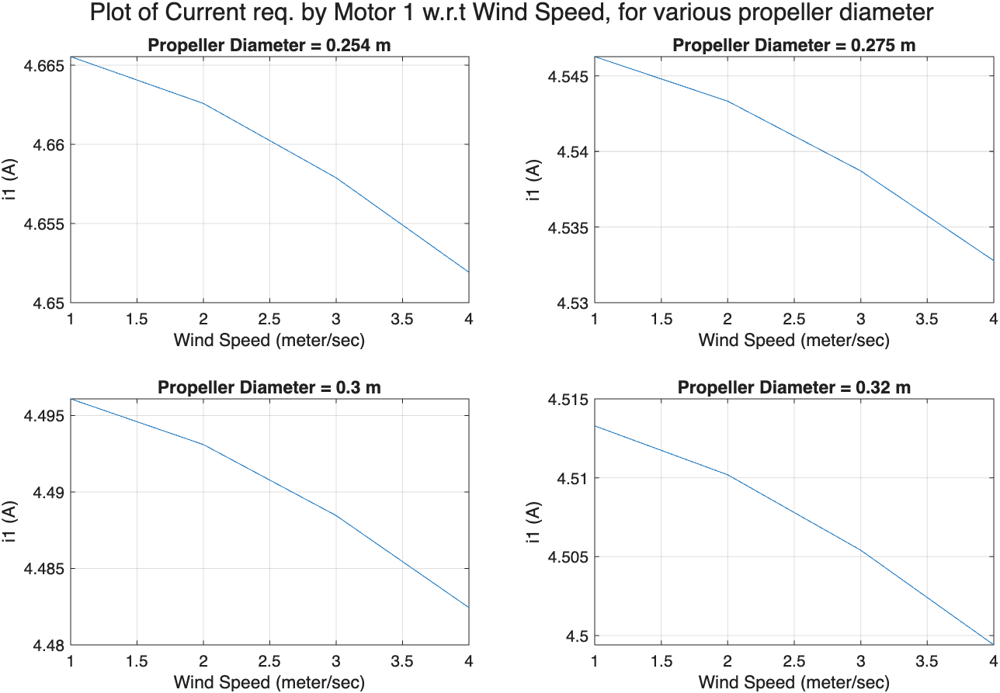 Plot of Current req. by Motor 1 w.r.t Wind Speed, for various propeller diameter
Propeller Diameter = 0.254 m
4.665
4.66
4.655
4.65
i1 (A)
1 1.5 2 2.5 3 3.5 4
Wind Speed (meter/sec)
Propeller Diameter = 0.275 m
4.545
4.54
4.535
4.53
i1 (A)
1 1.5 2 2.5 3 3.5 4
Wind Speed (meter/sec)
Propeller Diameter = 0.3 m
4.495
4.49
4.485
4.48
i1 (A)
1 1.5 2 2.5 3 3.5 4
Wind Speed (meter/sec)
Propeller Diameter = 0.32 m
4.515
4.51
4.505
4.5
i1 (A)
1 1.5 2 2.5 3 3.5 4
Wind Speed (meter/sec)